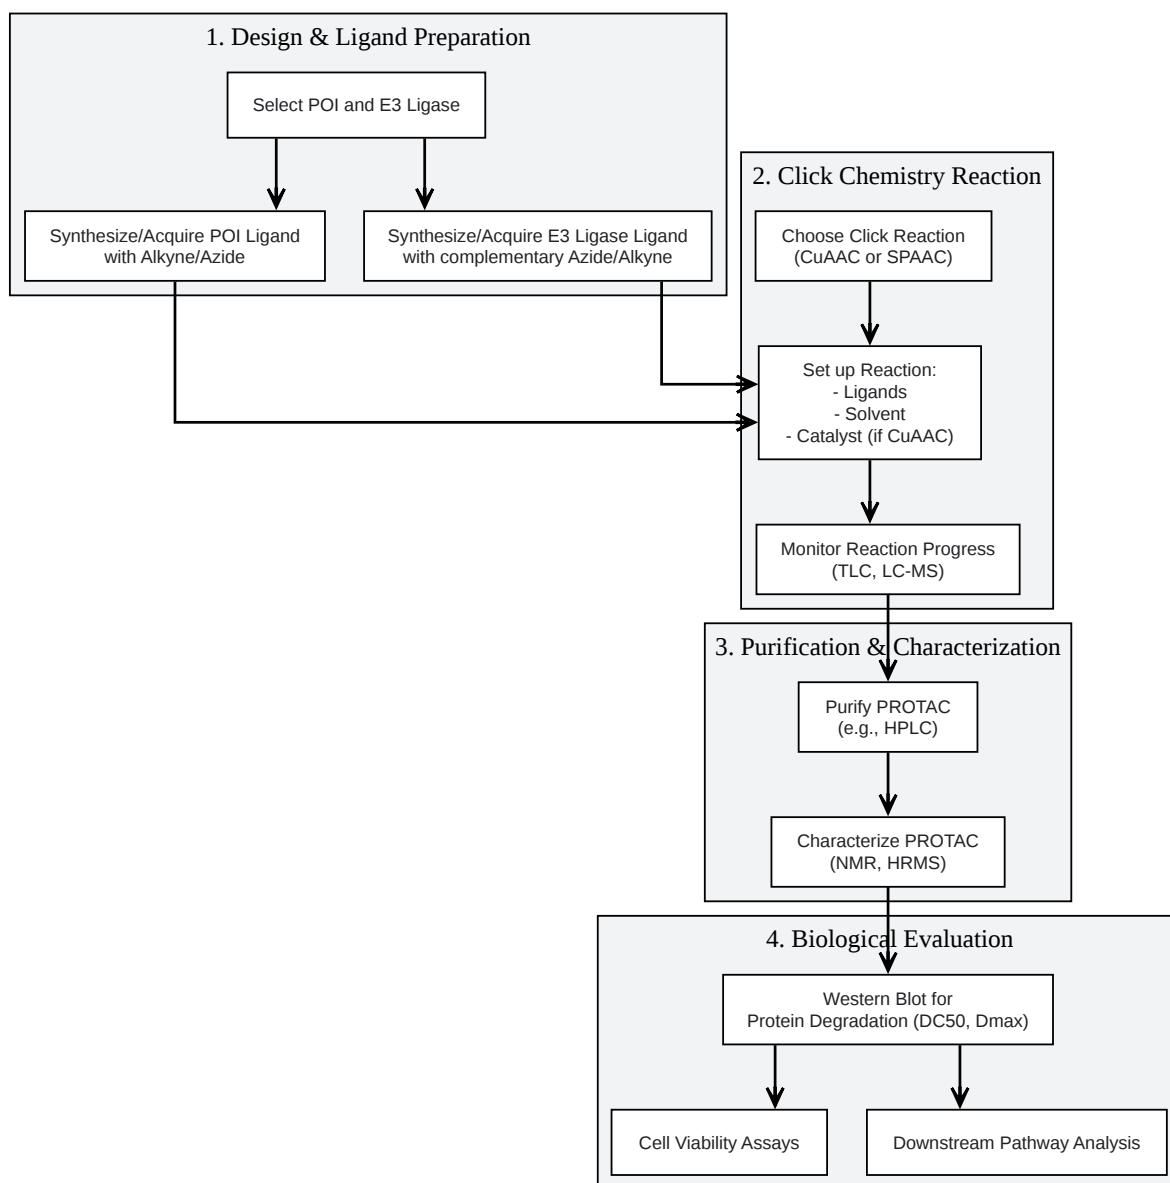 1. Design & Ligand Preparation
Select POI and E3 Ligase
Synthesize/Acquire POI Ligand
with Alkyne/Azide
Synthesize/Acquire E3 Ligase Ligand
with complementary Azide/Alkyne
2. Click Chemistry Reaction
Choose Click Reaction
(CuAAC or SPAAC)
Set up Reaction:
- Ligands
- Solvent
- Catalyst (if CuAAC)
Monitor Reaction Progress
(TLC, LC-MS)
3. Purification & Characterization
Purify PROTAC
(e.g., HPLC)
Characterize PROTAC
(NMR, HRMS)
4. Biological Evaluation
Western Blot for
Protein Degradation (DC50, Dmax)
Cell Viability Assays
Downstream Pathway Analysis